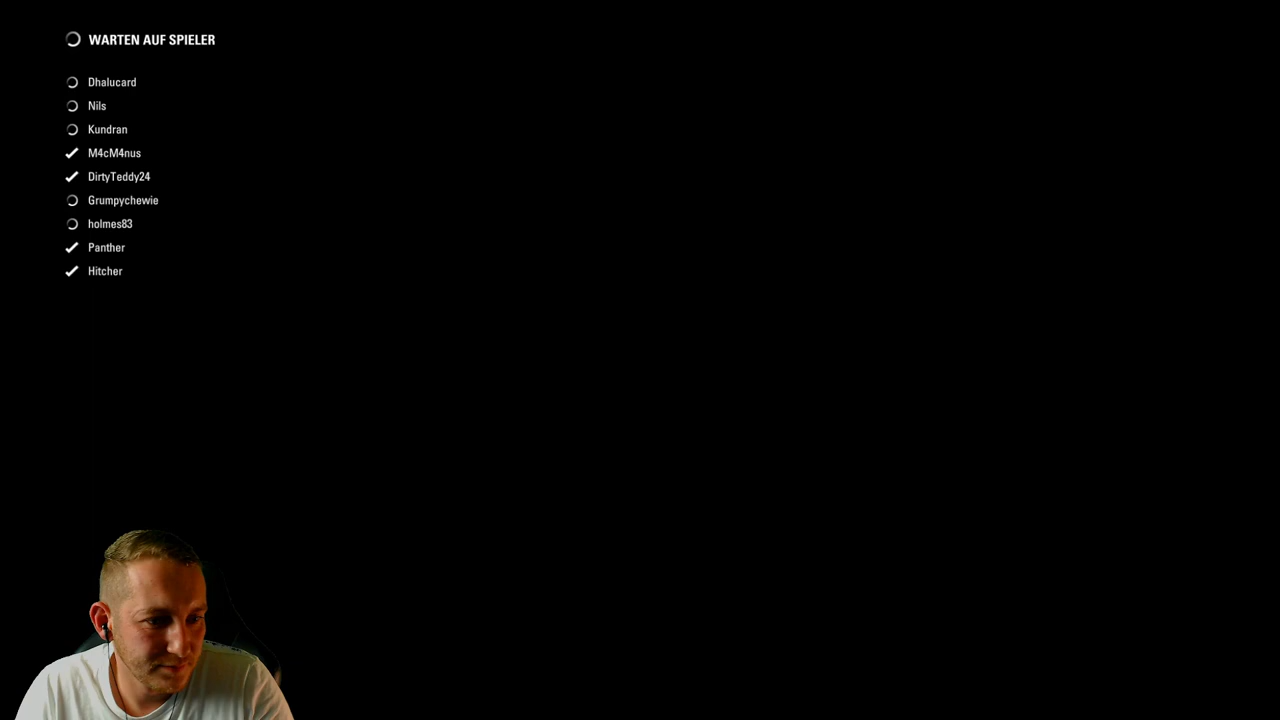 WARTEN AUF SPIELER
Dhalucard
Nils
Kundran
M4cM4nus
DirtyTeddy24
Grumpychewie
holmes83
Panther
Hitcher